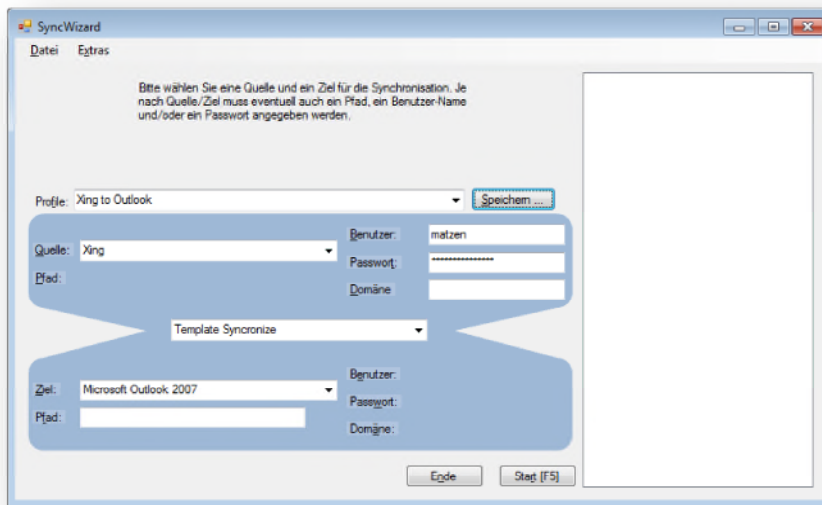 SyncWizard
Datei Extras
Bitte wählen Sie eine Quelle und ein Ziel für die Synchronisation. Je
nach Quelle/Ziel muss eventuell auch ein Pfad, ein Benutzer-Name
und/oder ein Passwort angegeben werden.
Profile: Xing to Outlook Speichern ...
Benutzer: matzen
Quelle: Xing
Passwort: ***************
Pfad:
Domäne
Template Syncronize
Benutzer:
Ziel: Microsoft Outlook 2007
Passwort:
Pfad:
Domäne:
Ende Start [F5]